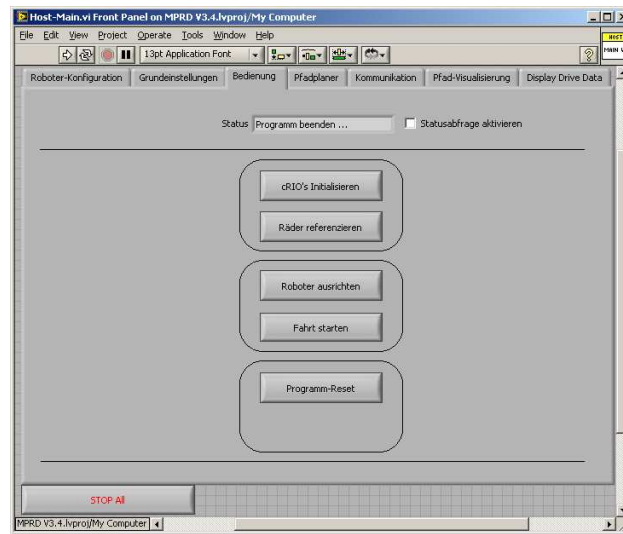 Host-Main.vi Front Panel on MPRD V3.4.lvproj/My Computer
File Edit View Project Operate Tools Window Help
13pt Application Font
HOST
MAIN
Roboter-Konfiguration Grundeinstellungen Bedienung Pfadplaner Kommunikation Pfad-Visualisierung Display Drive Data
Status Programm beenden ... Statusabfrage aktivieren
cRIO's Initialisieren
Räder referenzieren
Roboter ausrichten
Fahrt starten
Programm-Reset
STOP All
MPRD V3.4.lvproj/My Computer